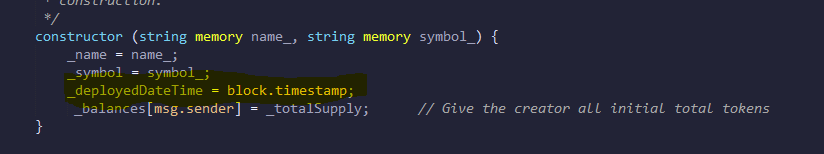 * construction.
*/
constructor (string memory name_, string memory symbol_) {
_name = name_;
_symbol = symbol_;
_deployedDateTime = block.timestamp;
_balances[msg.sender] = _totalSupply; // Give the creator all initial total tokens
}